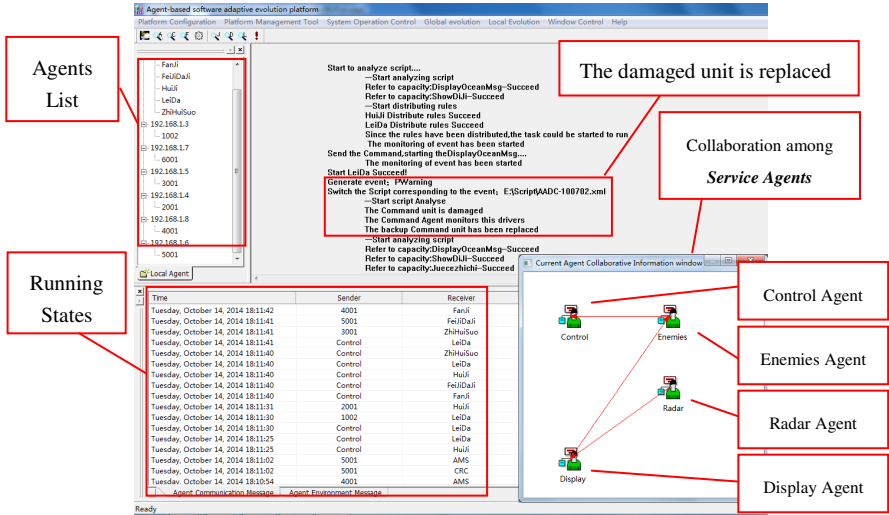 Agent-based software adaptive evolution platform
Platform Configuration Platform Management Tool System Operation Control Global evolution Local Evolution Window Control Help
Agents
List
FanJi
FeiJiDaJi
HuiJi
LeiDa
ZhiHuiSuo
192.168.1.3
1002
192.168.1.7
6001
192.168.1.5
3001
192.168.1.4
2001
192.168.1.8
4001
192.168.1.6
5001
Local Agent
Start to analyze script....
—Start analyzing script
Refer to capacity:DisplayOceanMsg-Succeed
Refer to capacity:ShowDiJi-Succeed
—Start distributing rules
HuiJi Distribute rules Succeed
LeiDa Distribute rules Succeed
Since the rules have been distributed,the task could be started to run
The monitoring of event has been started
Send the Command,starting theDisplayOceanMsg....
The monitoring of event has been started
Start LeiDa Succeed!
Generate event; PWarning
Switch the Script corresponding to the event; E:\Script\AADC-100702.xml
—Start script Analyse
The Command unit is damaged
The Command Agent monitors this drivers
The backup Command unit has been replaced
—Start analyzing script
Refer to capacity:DisplayOceanMsg-Succeed
Refer to capacity:ShowDiJi-Succeed
Refer to capacity:Juecezhichi-Succeed
The damaged unit is replaced
Collaboration among
Service Agents
Running
States
Time Sender Receiver
Tuesday, October 14, 2014 18:11:42 4001 FanJi
Tuesday, October 14, 2014 18:11:41 5001 FeiJiDaJi
Tuesday, October 14, 2014 18:11:41 3001 ZhiHuiSuo
Tuesday, October 14, 2014 18:11:41 Control LeiDa
Tuesday, October 14, 2014 18:11:40 Control ZhiHuiSuo
Tuesday, October 14, 2014 18:11:40 Control LeiDa
Tuesday, October 14, 2014 18:11:40 Control HuiJi
Tuesday, October 14, 2014 18:11:40 Control FeiJiDaJi
Tuesday, October 14, 2014 18:11:40 Control FanJi
Tuesday, October 14, 2014 18:11:31 2001 HuiJi
Tuesday, October 14, 2014 18:11:30 1002 LeiDa
Tuesday, October 14, 2014 18:11:30 Control LeiDa
Tuesday, October 14, 2014 18:11:25 Control LeiDa
Tuesday, October 14, 2014 18:11:25 Control HuiJi
Tuesday, October 14, 2014 18:11:02 5001 AMS
Tuesday, October 14, 2014 18:11:02 5001 CRC
Tuesday, October 14, 2014 18:10:54 4001 AMS
Agent Communication Message Agent Environment Message
Ready
Current Agent Collaborative Information window
Control
Enemies
Radar
Display
Control Agent
Enemies Agent
Radar Agent
Display Agent